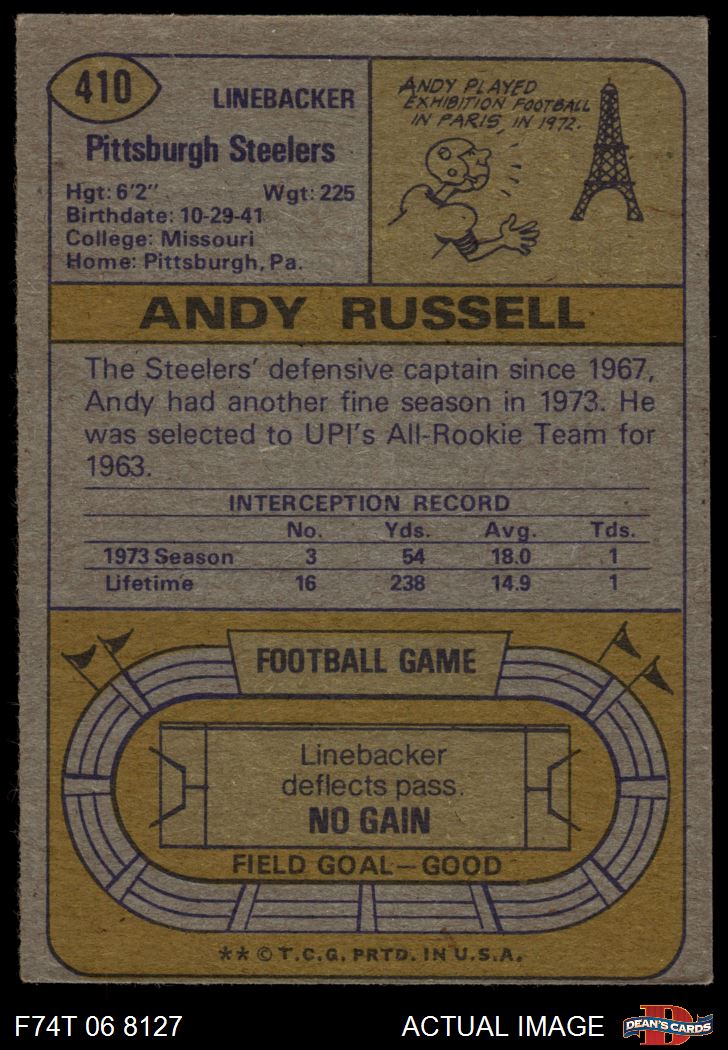 410
LINEBACKER
Pittsburgh Steelers
Hgt: 6'2" Wgt: 225
Birthdate: 10-29-41
College: Missouri
Home: Pittsburgh, Pa.
ANDY PLAYED
EXHIBITION FOOTBALL
IN PARIS, IN 1972.
ANDY RUSSELL
The Steelers' defensive captain since 1967,
Andy had another fine season in 1973. He
was selected to UPI's All-Rookie Team for
1963.
INTERCEPTION RECORD
No. Yds. Avg. Tds.
1973 Season 3 54 18.0 1
Lifetime 16 238 14.9 1
FOOTBALL GAME
Linebacker
deflects pass.
NO GAIN
FIELD GOAL—GOOD
** © T.C.G. PRTD. IN U.S.A.
F74T 06 8127 ACTUAL IMAGE
D
DEAN'S CARDS